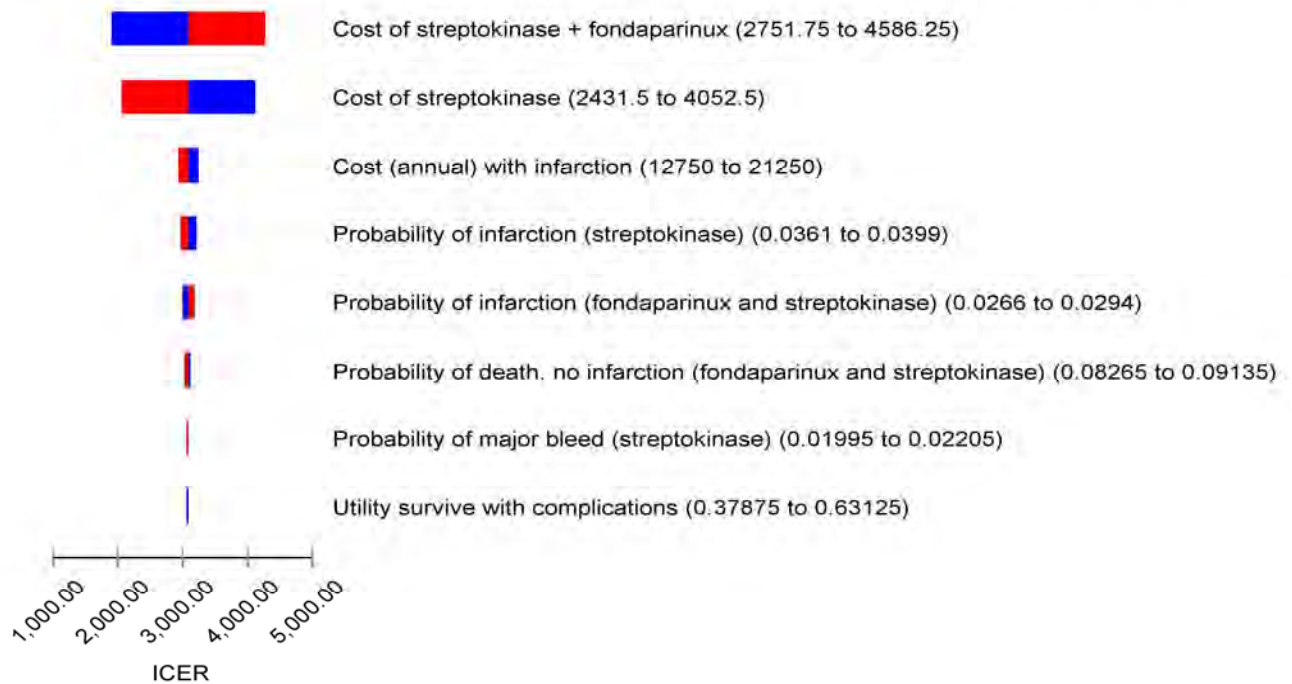 Cost of streptokinase + fondaparinux (2751.75 to 4586.25)
Cost of streptokinase (2431.5 to 4052.5)
Cost (annual) with infarction (12750 to 21250)
Probability of infarction (streptokinase) (0.0361 to 0.0399)
Probability of infarction (fondaparinux and streptokinase) (0.0266 to 0.0294)
Probability of death, no infarction (fondaparinux and streptokinase) (0.08265 to 0.09135)
Probability of major bleed (streptokinase) (0.01995 to 0.02205)
Utility survive with complications (0.37875 to 0.63125)
1,000.00
2,000.00
3,000.00
4,000.00
5,000.00
ICER